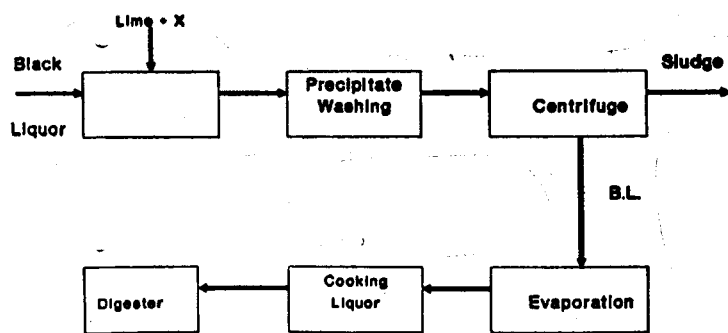 Lime + X
Black
Liquor
Precipitate
Washing
Centrifuge
Sludge
B.L.
Digester
Cooking
Liquor
Evaporation